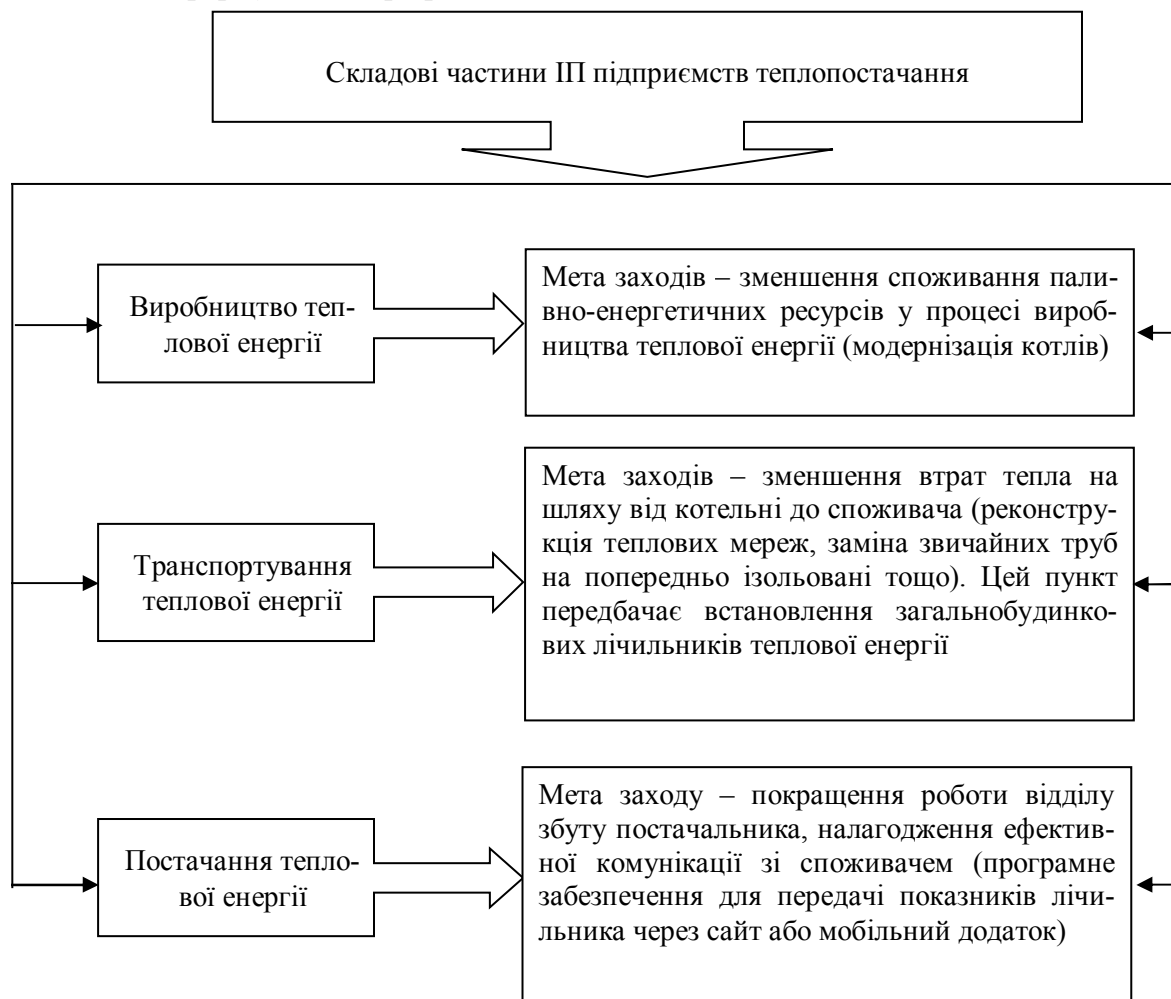 Складові частини ІП підприємств теплопостачання
Виробництво теп-
лової енергії
Мета заходів – зменшення споживання пали-
вно-енергетичних ресурсів у процесі вироб-
ництва теплової енергії (модернізація котлів)
Транспортування
теплової енергії
Мета заходів – зменшення втрат тепла на
шляху від котельні до споживача (реконстру-
кція теплових мереж, заміна звичайних труб
на попередньо ізольовані тощо). Цей пункт
передбачає встановлення загальнобудинко-
вих лічильників теплової енергії
Постачання тепло-
вої енергії
Мета заходу – покращення роботи відділу
збуту постачальника, налагодження ефектив-
ної комунікації зі споживачем (програмне
забезпечення для передачі показників лічи-
льника через сайт або мобільний додаток)